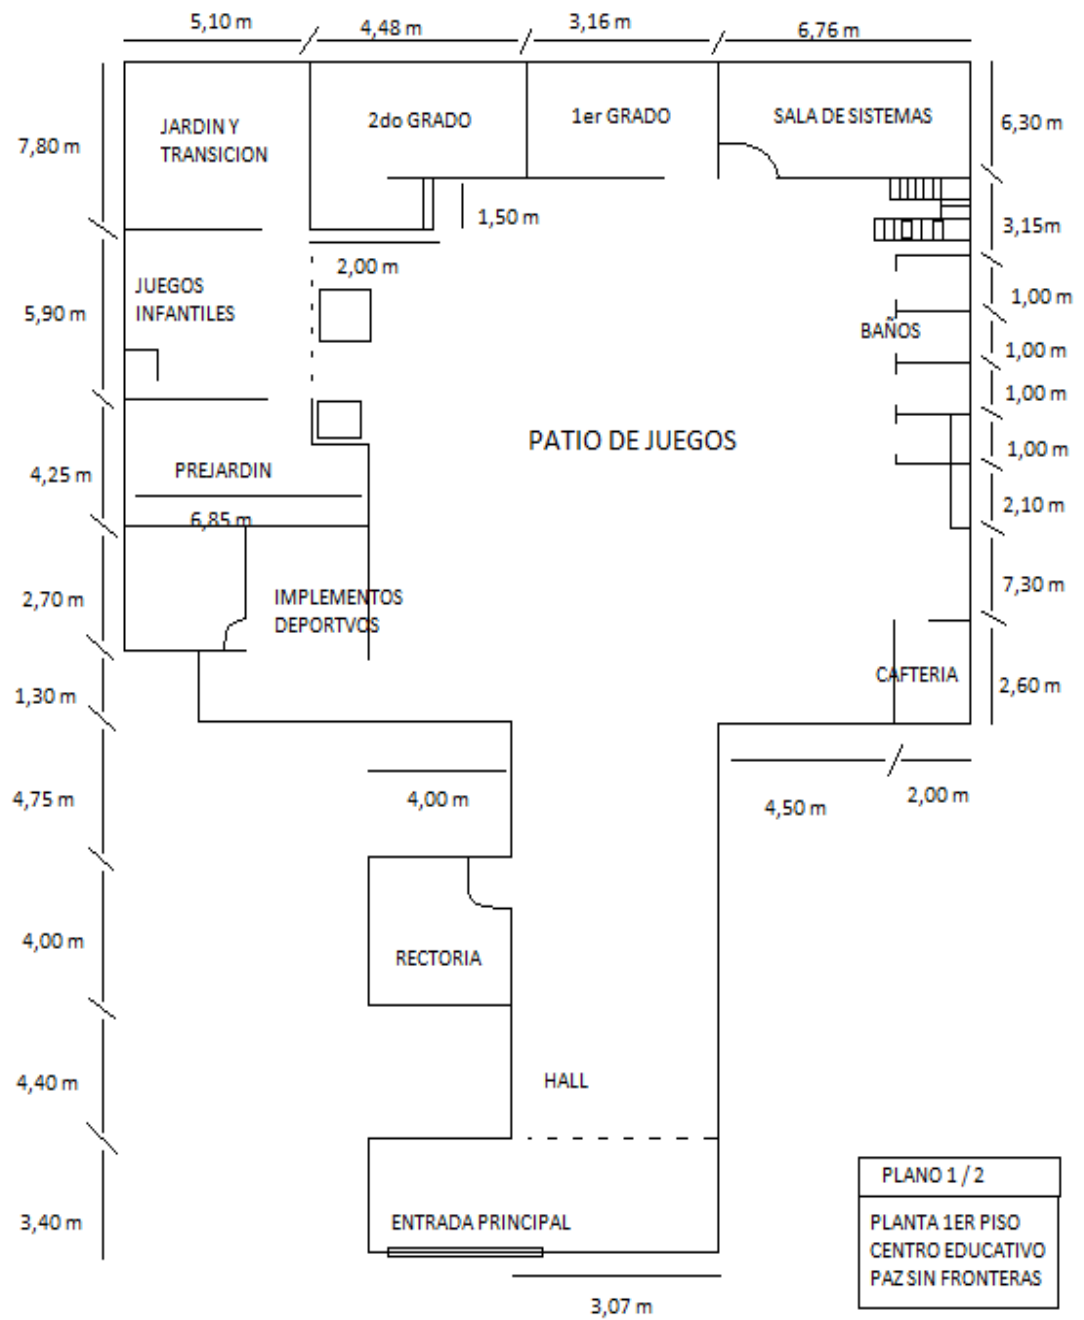 5,10 m
4,48 m
3,16 m
6,76 m
7,80 m
JARDIN Y
TRANSICION
2do GRADO
1er GRADO
SALA DE SISTEMAS
6,30 m
1,50 m
3,15m
2,00 m
5,90 m
JUEGOS
INFANTILES
1,00 m
BAÑOS
1,00 m
1,00 m
PATIO DE JUEGOS
1,00 m
4,25 m
PREJARDIN
6,85 m
2,10 m
2,70 m
IMPLEMENTOS
DEPORTVOS
7,30 m
1,30 m
CAFTERIA
2,60 m
4,75 m
4,00 m
4,50 m
2,00 m
4,00 m
RECTORIA
4,40 m
HALL
3,40 m
ENTRADA PRINCIPAL
3,07 m
PLANO 1 / 2
PLANTA 1ER PISO
CENTRO EDUCATIVO
PAZ SIN FRONTERAS